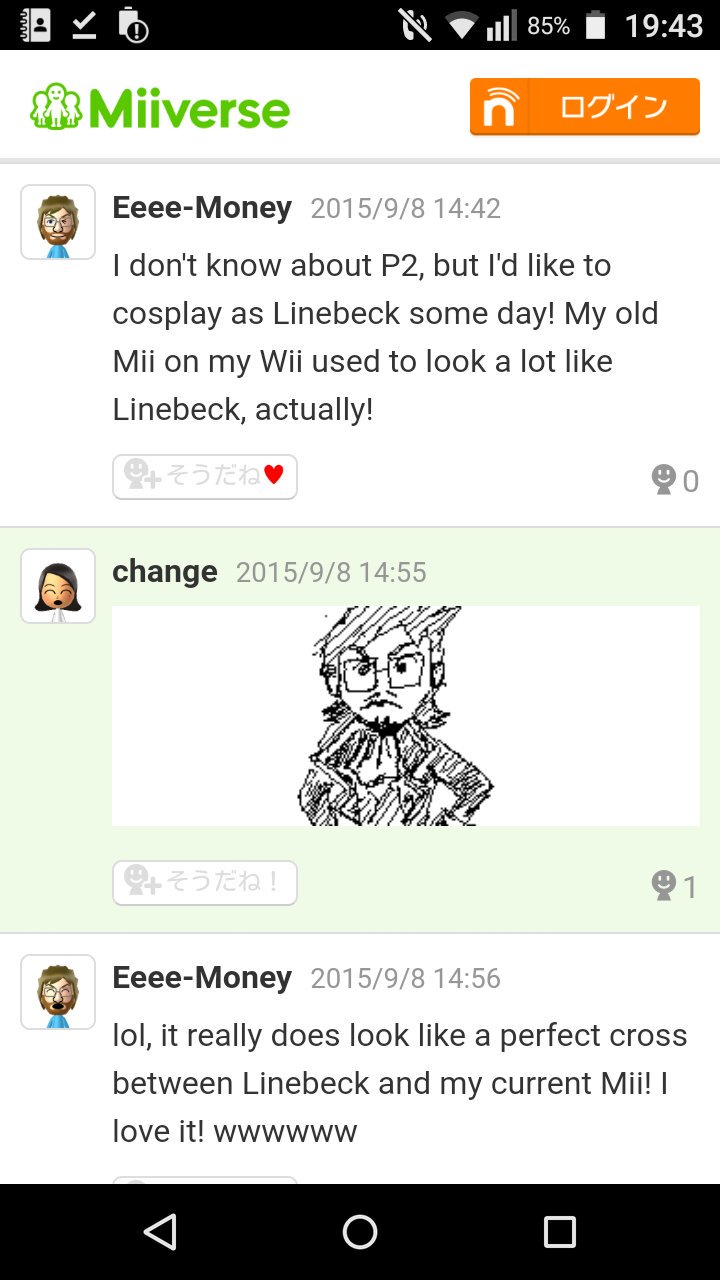 85% 19:43
Miiverse
ログイン
Eeee-Money 2015/9/8 14:42
I don't know about P2, but I'd like to
cosplay as Linebeck some day! My old
Mii on my Wii used to look a lot like
Linebeck, actually!
そうだね♥
0
change 2015/9/8 14:55
そうだね！
1
Eeee-Money 2015/9/8 14:56
lol, it really does look like a perfect cross
between Linebeck and my current Mii! I
love it! wwwwww